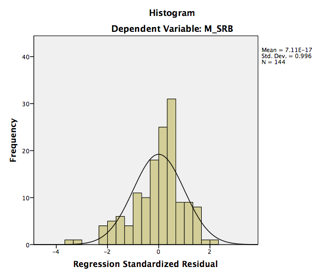 Histogram
Dependent Variable: M_SRB
Mean = 7.11E-17
Std. Dev. = 0.996
N = 144
40
30
20
10
0
Frequency
-4
-2
0
2
Regression Standardized Residual